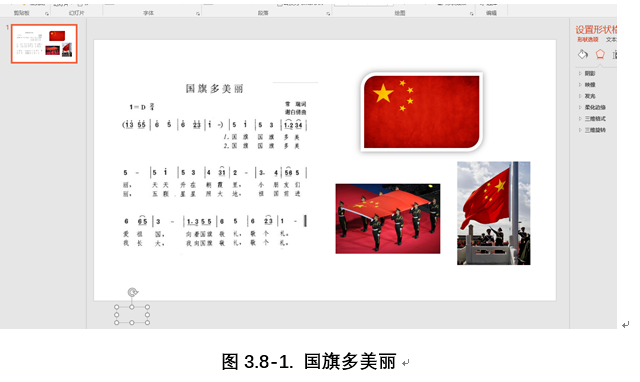 剪贴板 幻灯片 字体 段落 绘图 编辑
设置形状格
形状选项 文本
1
阴影
映像
发光
柔化边缘
三维格式
三维旋转
国旗多美丽
1=D 2/4
常 瑞词
谢白倩曲
(1 3 5 5 | 6 5 | 6 2 3 | 1 -) | 5 1 | 5 1 | 5 3 | 1·2 3 4 |
1. 国 旗 国 旗 多 美
2. 国 旗 国 旗 多 美
5 - | 5 1 | 5 3 | 4 3 1 | 2 - | 3· 4 | 5 6 5 |
丽， 天天 升在 朝霞 里。 小 朋友们
丽， 五颗 星星 照大地。 祖国前进
6 6 5 | 3 - | 1·3 5 5 | 6 5 | 6 2 3 | 1 - ‖
爱祖 国， 向着国旗 敬礼，敬个礼。
我长 大， 我向国旗 敬礼，敬个礼。
图 3.8-1. 国旗多美丽